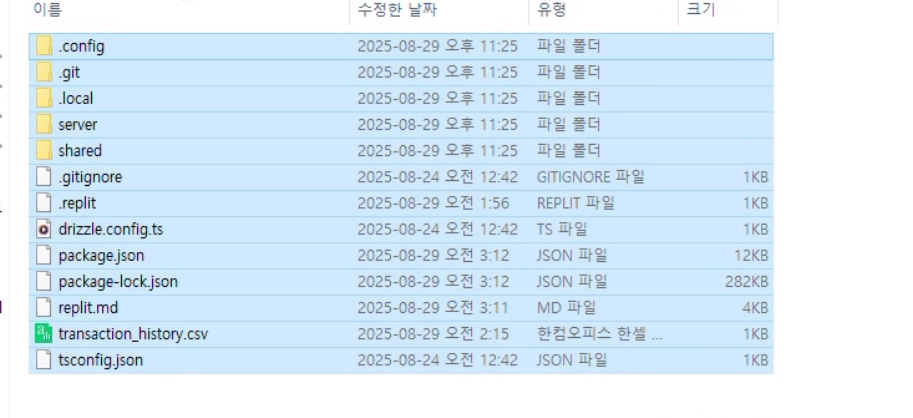 이름 수정한 날짜 유형 크기
.config 2025-08-29 오후 11:25 파일 폴더
.git 2025-08-29 오후 11:25 파일 폴더
.local 2025-08-29 오후 11:25 파일 폴더
server 2025-08-29 오후 11:25 파일 폴더
shared 2025-08-29 오후 11:25 파일 폴더
.gitignore 2025-08-24 오전 12:42 GITIGNORE 파일 1KB
.replit 2025-08-29 오전 1:56 REPLIT 파일 1KB
drizzle.config.ts 2025-08-24 오전 12:42 TS 파일 1KB
package.json 2025-08-29 오전 3:12 JSON 파일 12KB
package-lock.json 2025-08-29 오전 3:12 JSON 파일 282KB
replit.md 2025-08-29 오전 3:11 MD 파일 4KB
transaction_history.csv 2025-08-29 오전 2:15 한컴오피스 한셀 ... 1KB
tsconfig.json 2025-08-24 오전 12:42 JSON 파일 1KB